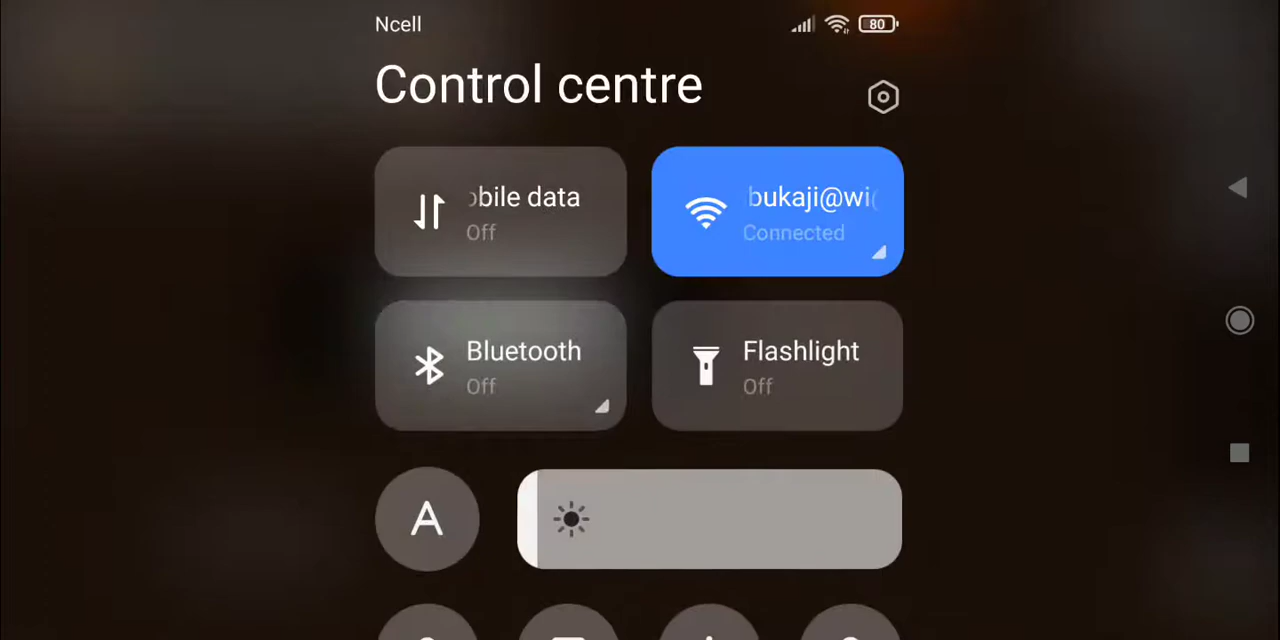 Ncell
80
Control centre
obile data
Off
bukaji@wi
Connected
Bluetooth
Off
Flashlight
Off
A